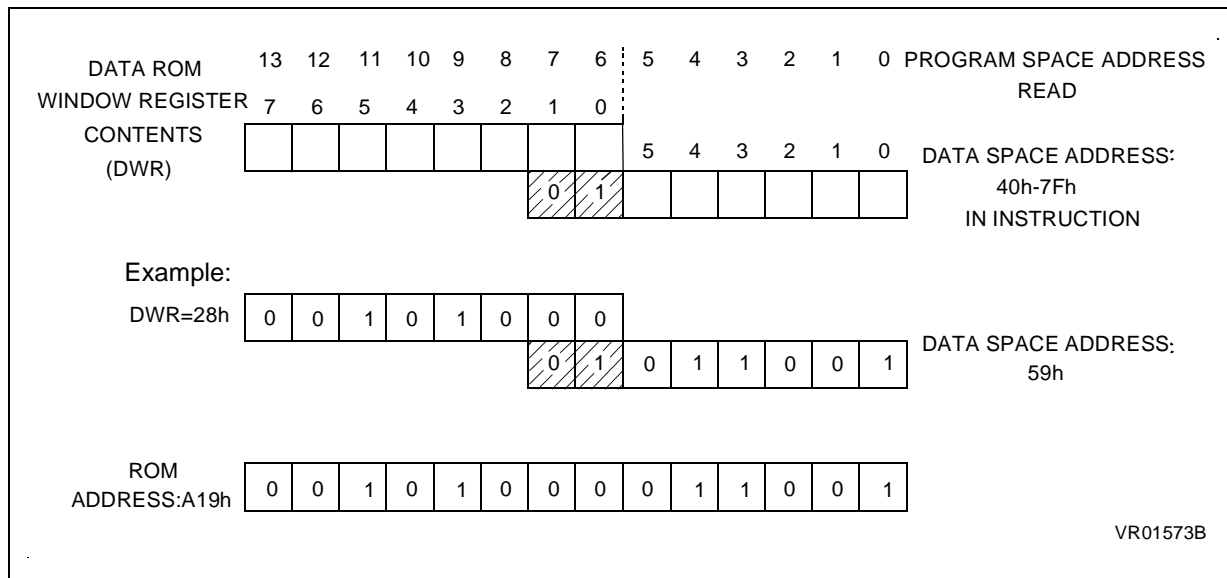 13 12 11 10 9 8 7 6 5 4 3 2 1 0 PROGRAM SPACE ADDRESS
READ
DATA ROM
WINDOW REGISTER 7 6 5 4 3 2 1 0
CONTENTS
(DWR)
5 4 3 2 1 0 DATA SPACE ADDRESS:
0 1 40h-7Fh
IN INSTRUCTION
Example:
DWR=28h 0 0 1 0 1 0 0 0
0 1 0 1 1 0 0 1 DATA SPACE ADDRESS:
59h
ROM
ADDRESS:A19h 0 0 1 0 1 0 0 0 0 1 1 0 0 1
VR01573B